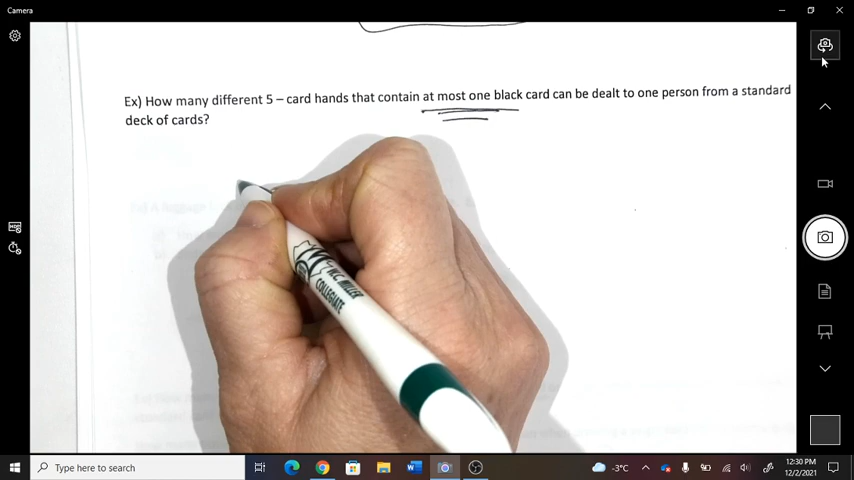 Camera
Ex) How many different 5 – card hands that contain at most one black card can be dealt to one person from a standard
deck of cards?
W.C. MILLER
COLLEGIATE
Type here to search
-3°C
12:30 PM
12/2/2021